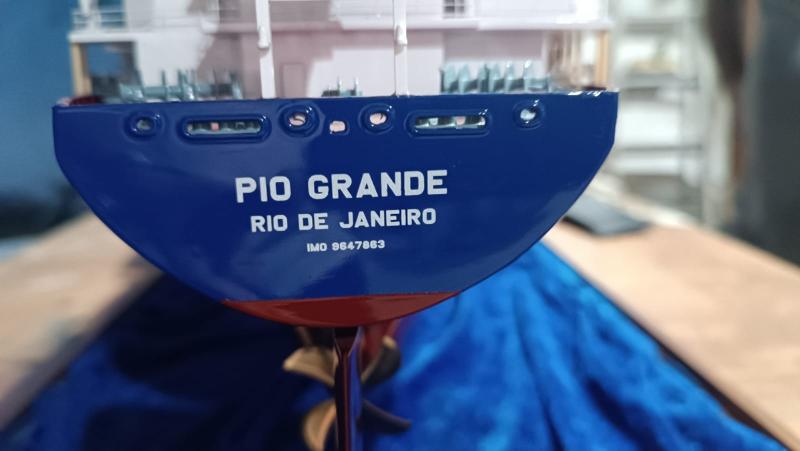 PIO GRANDE
RIO DE JANEIRO
IMO 9647863